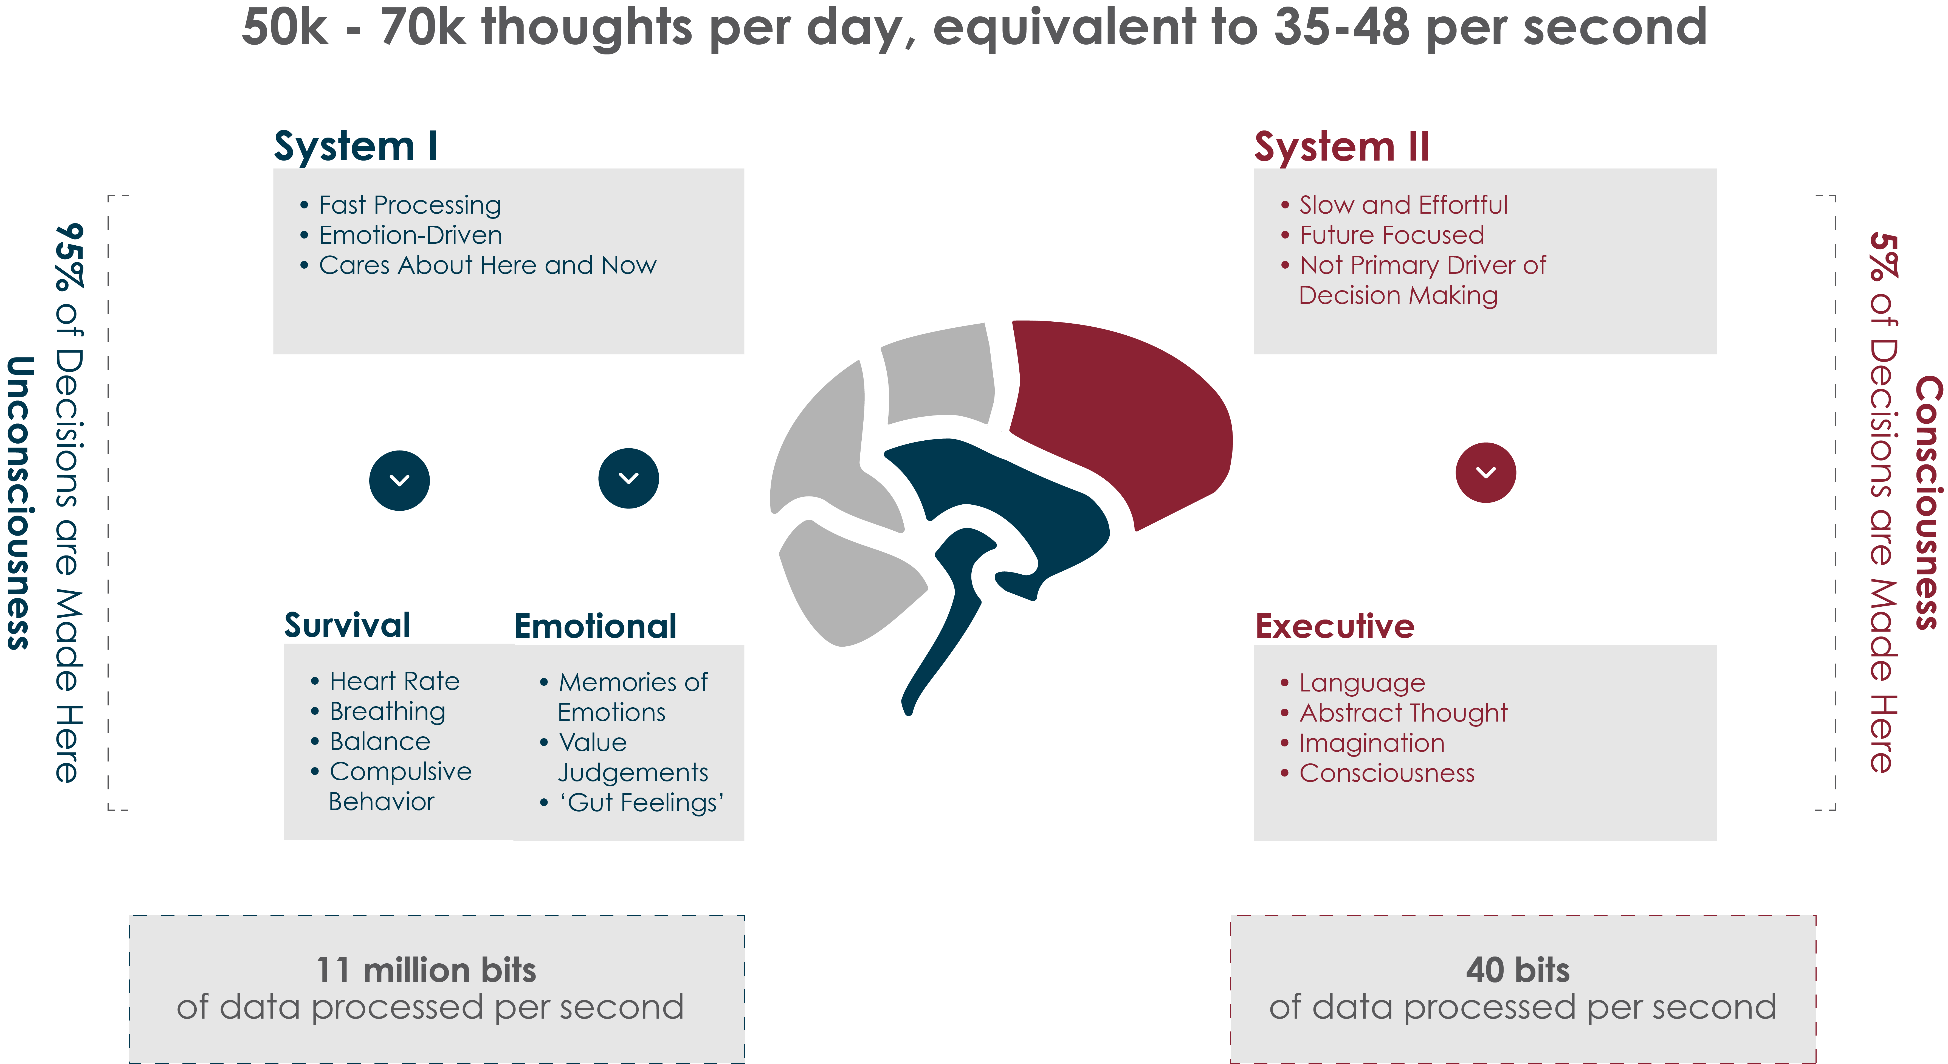 50k - 70k thoughts per day, equivalent to 35-48 per second
System I
• Fast Processing
• Emotion-Driven
• Cares About Here and Now
System II
• Slow and Effortful
• Future Focused
• Not Primary Driver of
Decision Making
95% of Decisions are Made Here
Unconsciousness
5% of Decisions are Made Here
Consciousness
Survival
• Heart Rate
• Breathing
• Balance
• Compulsive
Behavior
Emotional
• Memories of
Emotions
• Value
Judgements
• ‘Gut Feelings’
Executive
• Language
• Abstract Thought
• Imagination
• Consciousness
11 million bits
of data processed per second
40 bits
of data processed per second